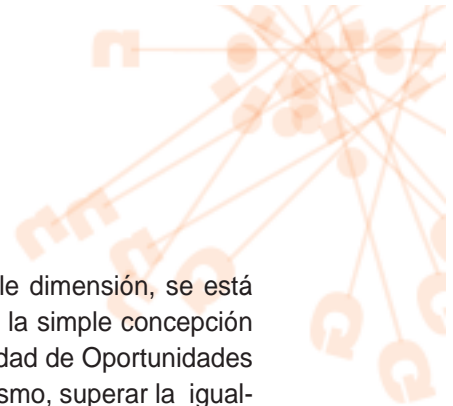 le dimensión, se está
la simple concepción
dad de Oportunidades
smo, superar la igual-